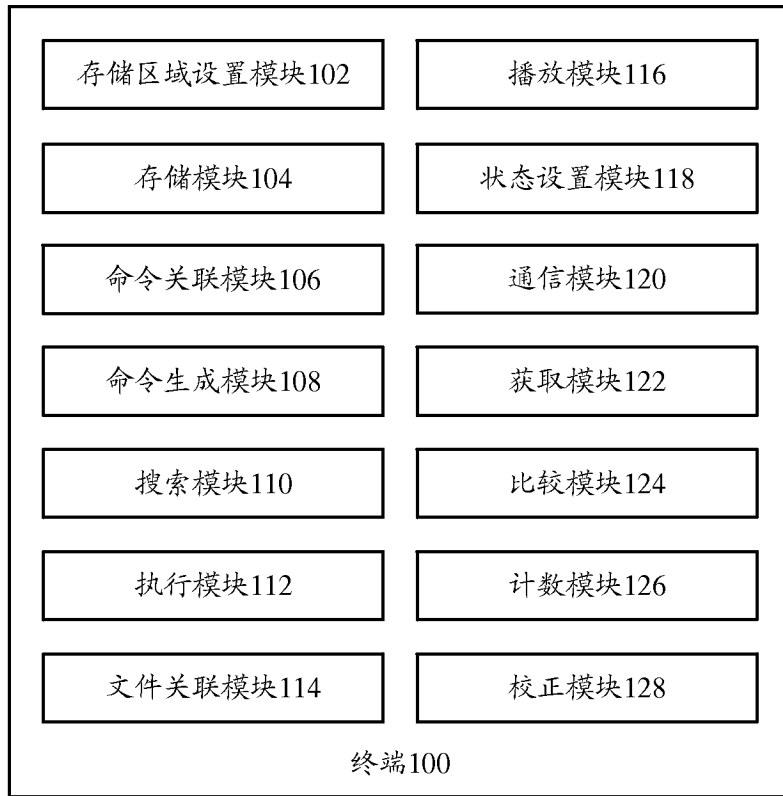 存储区域设置模块102
存储模块104
命令关联模块106
命令生成模块108
搜索模块110
执行模块112
文件关联模块114
播放模块116
状态设置模块118
通信模块120
获取模块122
比较模块124
计数模块126
校正模块128
终端100